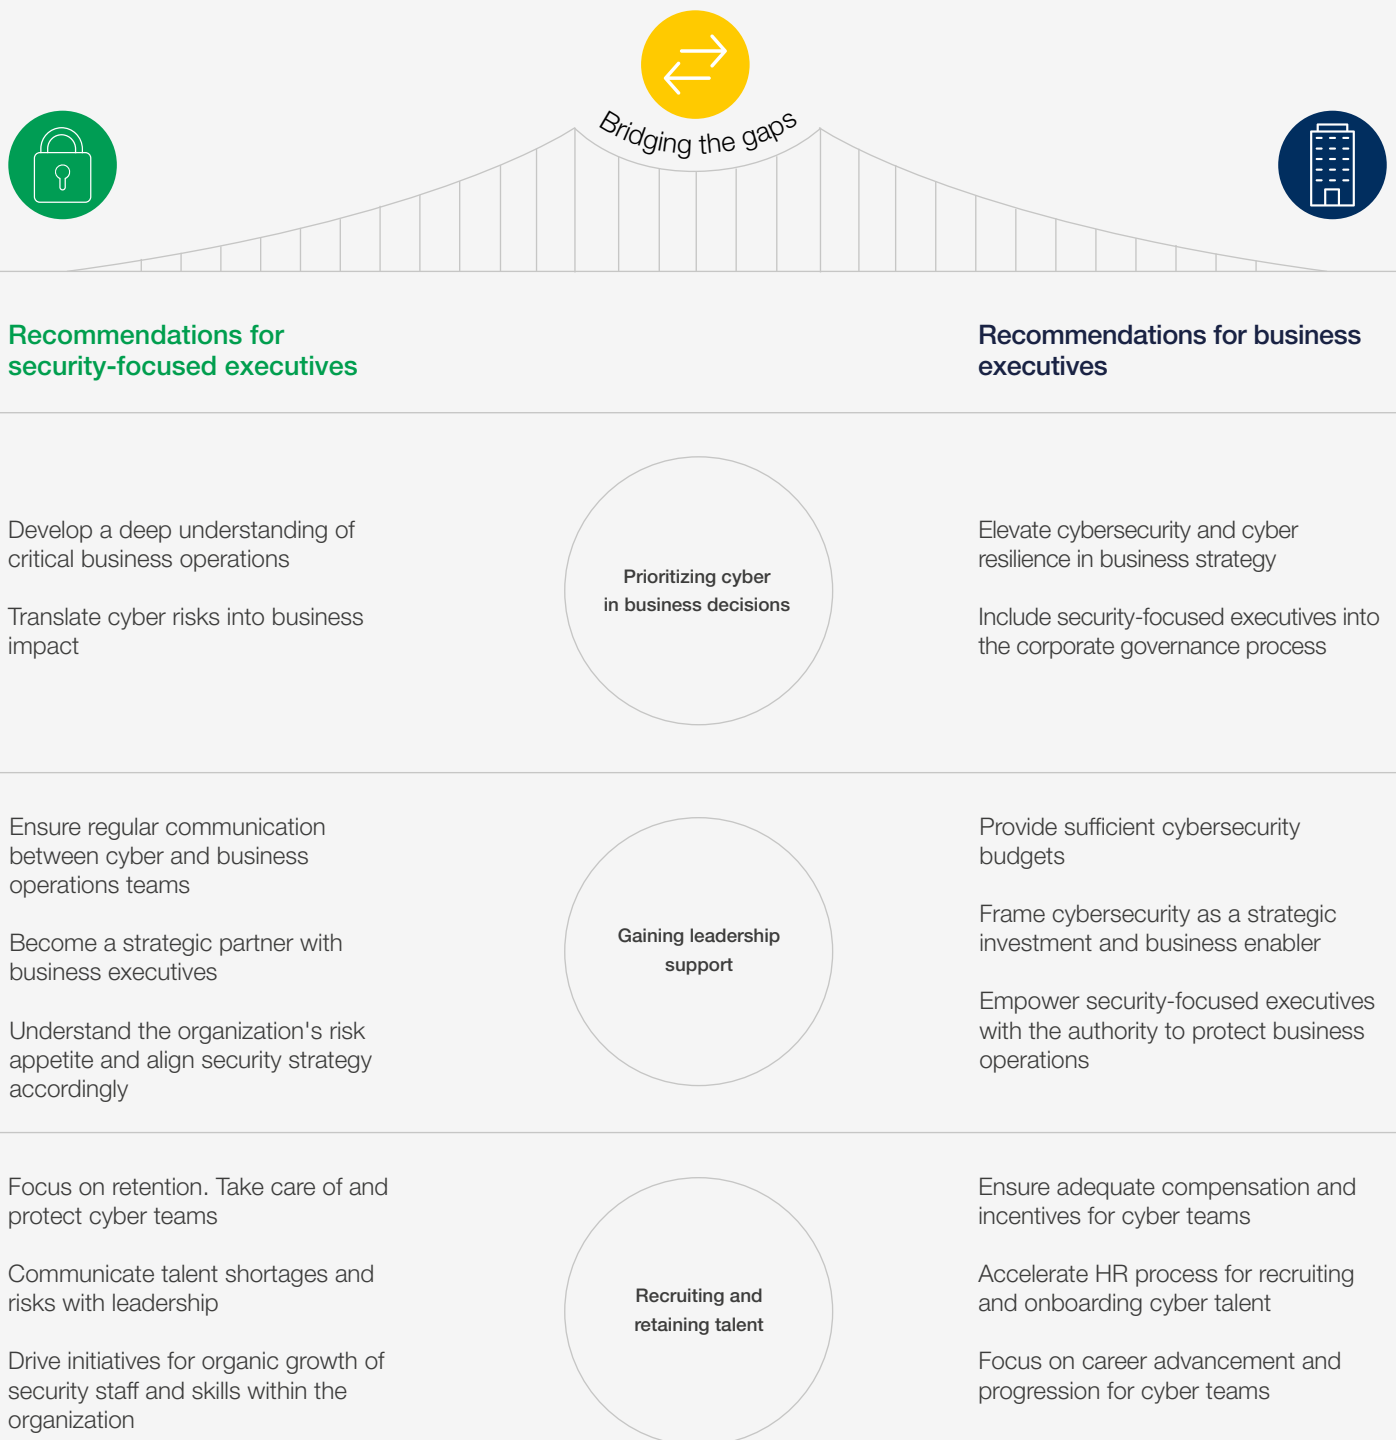 Bridging the gaps
Recommendations for
security-focused executives
Recommendations for business
executives
Develop a deep understanding of
critical business operations
Translate cyber risks into business
impact
Prioritizing cyber
in business decisions
Elevate cybersecurity and cyber
resilience in business strategy
Include security-focused executives into
the corporate governance process
Ensure regular communication
between cyber and business
operations teams
Become a strategic partner with
business executives
Understand the organization's risk
appetite and align security strategy
accordingly
Gaining leadership
support
Provide sufficient cybersecurity
budgets
Frame cybersecurity as a strategic
investment and business enabler
Empower security-focused executives
with the authority to protect business
operations
Focus on retention. Take care of and
protect cyber teams
Communicate talent shortages and
risks with leadership
Drive initiatives for organic growth of
security staff and skills within the
organization
Recruiting and
retaining talent
Ensure adequate compensation and
incentives for cyber teams
Accelerate HR process for recruiting
and onboarding cyber talent
Focus on career advancement and
progression for cyber teams